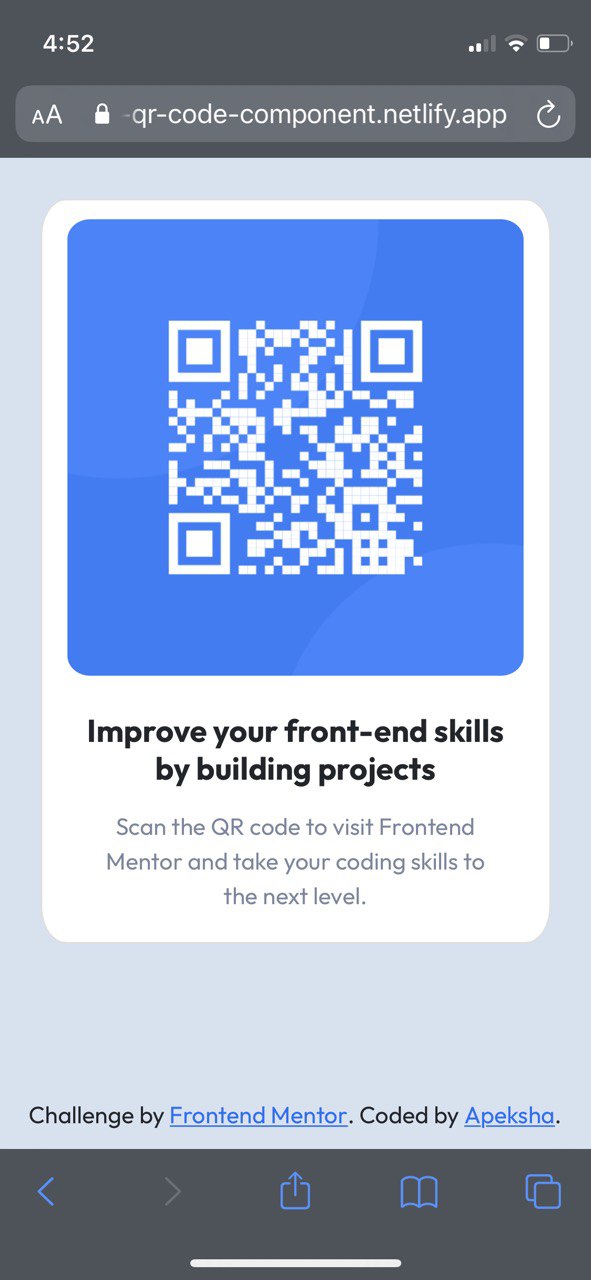 4:52
AA -qr-code-component.netlify.app
Improve your front-end skills
by building projects
Scan the QR code to visit Frontend
Mentor and take your coding skills to
the next level.
Challenge by Frontend Mentor. Coded by Apeksha.